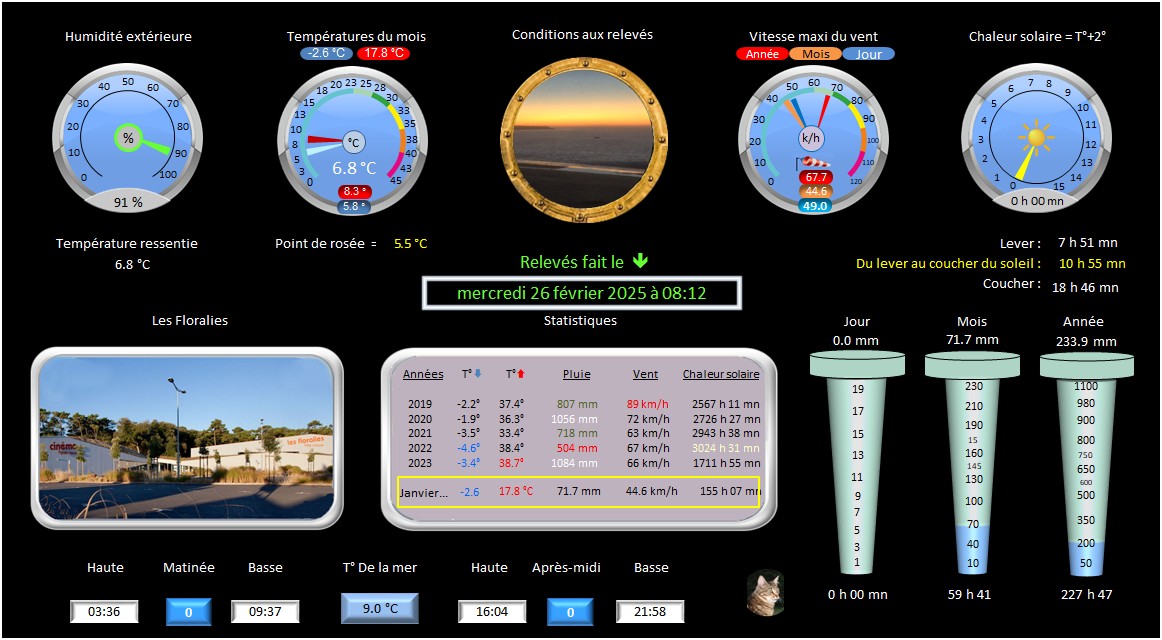 Humidité extérieure
0 10 20 30 40 50 60 70 80 90 100
%
91 %
Températures du mois
-2.6 °C 17.8 °C
0 3 5 8 10 13 15 18 20 23 25 28 30 33 35 38 40 43 45
°C
6.8 °C
8.3 °
5.8 °
Conditions aux relevés
Vitesse maxi du vent
Année Mois Jour
0 10 20 30 40 50 60 70 80 90 100 110 120
k/h
67.7
44.6
49.0
Chaleur solaire = T°+2°
0 1 2 3 4 5 6 7 8 9 10 11 12 13 14 15
0 h 00 mn
Température ressentie
6.8 °C
Point de rosée = 5.5 °C
Relevés fait le
mercredi 26 février 2025 à 08:12
Lever : 7 h 51 mn
Du lever au coucher du soleil : 10 h 55 mn
Coucher : 18 h 46 mn
Les Floralies
cinéma
les floralies
Statistiques
Années T° T° Pluie Vent Chaleur solaire
2019 -2.2° 37.4° 807 mm 89 km/h 2567 h 11 mn
2020 -1.9° 36.3° 1056 mm 72 km/h 2726 h 27 mn
2021 -3.5° 33.4° 718 mm 63 km/h 2943 h 38 mn
2022 -4.6° 38.4° 504 mm 67 km/h 3024 h 31 mn
2023 -3.4° 38.7° 1084 mm 66 km/h 1711 h 55 mn
Janvier... -2.6 17.8 °C 71.7 mm 44.6 km/h 155 h 07 mn
Jour
0.0 mm
19
17
15
13
11
9
7
5
3
1
0 h 00 mn
Mois
71.7 mm
230
210
190
15
160
145
130
100
70
40
10
59 h 41
Année
233.9 mm
1100
980
900
800
750
650
600
500
350
200
50
227 h 47
Haute Matinée Basse
03:36 0 09:37
T° De la mer
9.0 °C
Haute Après-midi Basse
16:04 0 21:58